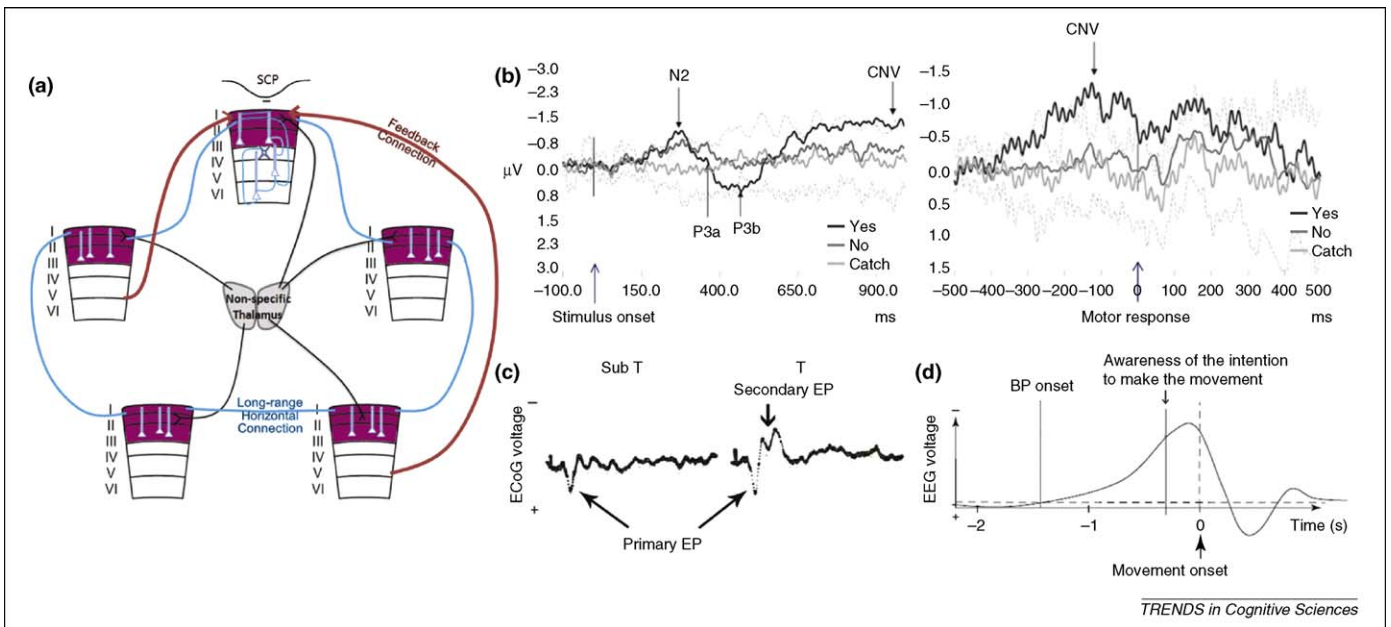 (a)
SCP
I
II
III
IV
V
VI
Feedback
Connection
I
II
III
IV
V
VI
I
II
III
IV
V
VI
Non-specific
Thalamus
Long-range
Horizontal
Connection
I
II
III
IV
V
VI
I
II
III
IV
V
VI
(b)
μV
–3.0
–2.3
–1.5
–0.8
0.0
0.8
1.5
2.3
3.0
N2
CNV
P3a
P3b
Yes
No
Catch
–100.0 150.0 400.0 650.0 900.0
Stimulus onset
ms
CNV
–1.5
–1.0
–0.5
0.0
0.5
1.0
1.5
Yes
No
Catch
–500 –400 –300 –200 –100 0 100 200 300 400 500
Motor response
ms
(c)
Sub T
T
Secondary EP
ECoG voltage
–
+
Primary EP
(d)
Awareness of the intention
to make the movement
BP onset
EEG voltage
–
+
–2 –1 0 Time (s)
Movement onset
TRENDS in Cognitive Sciences